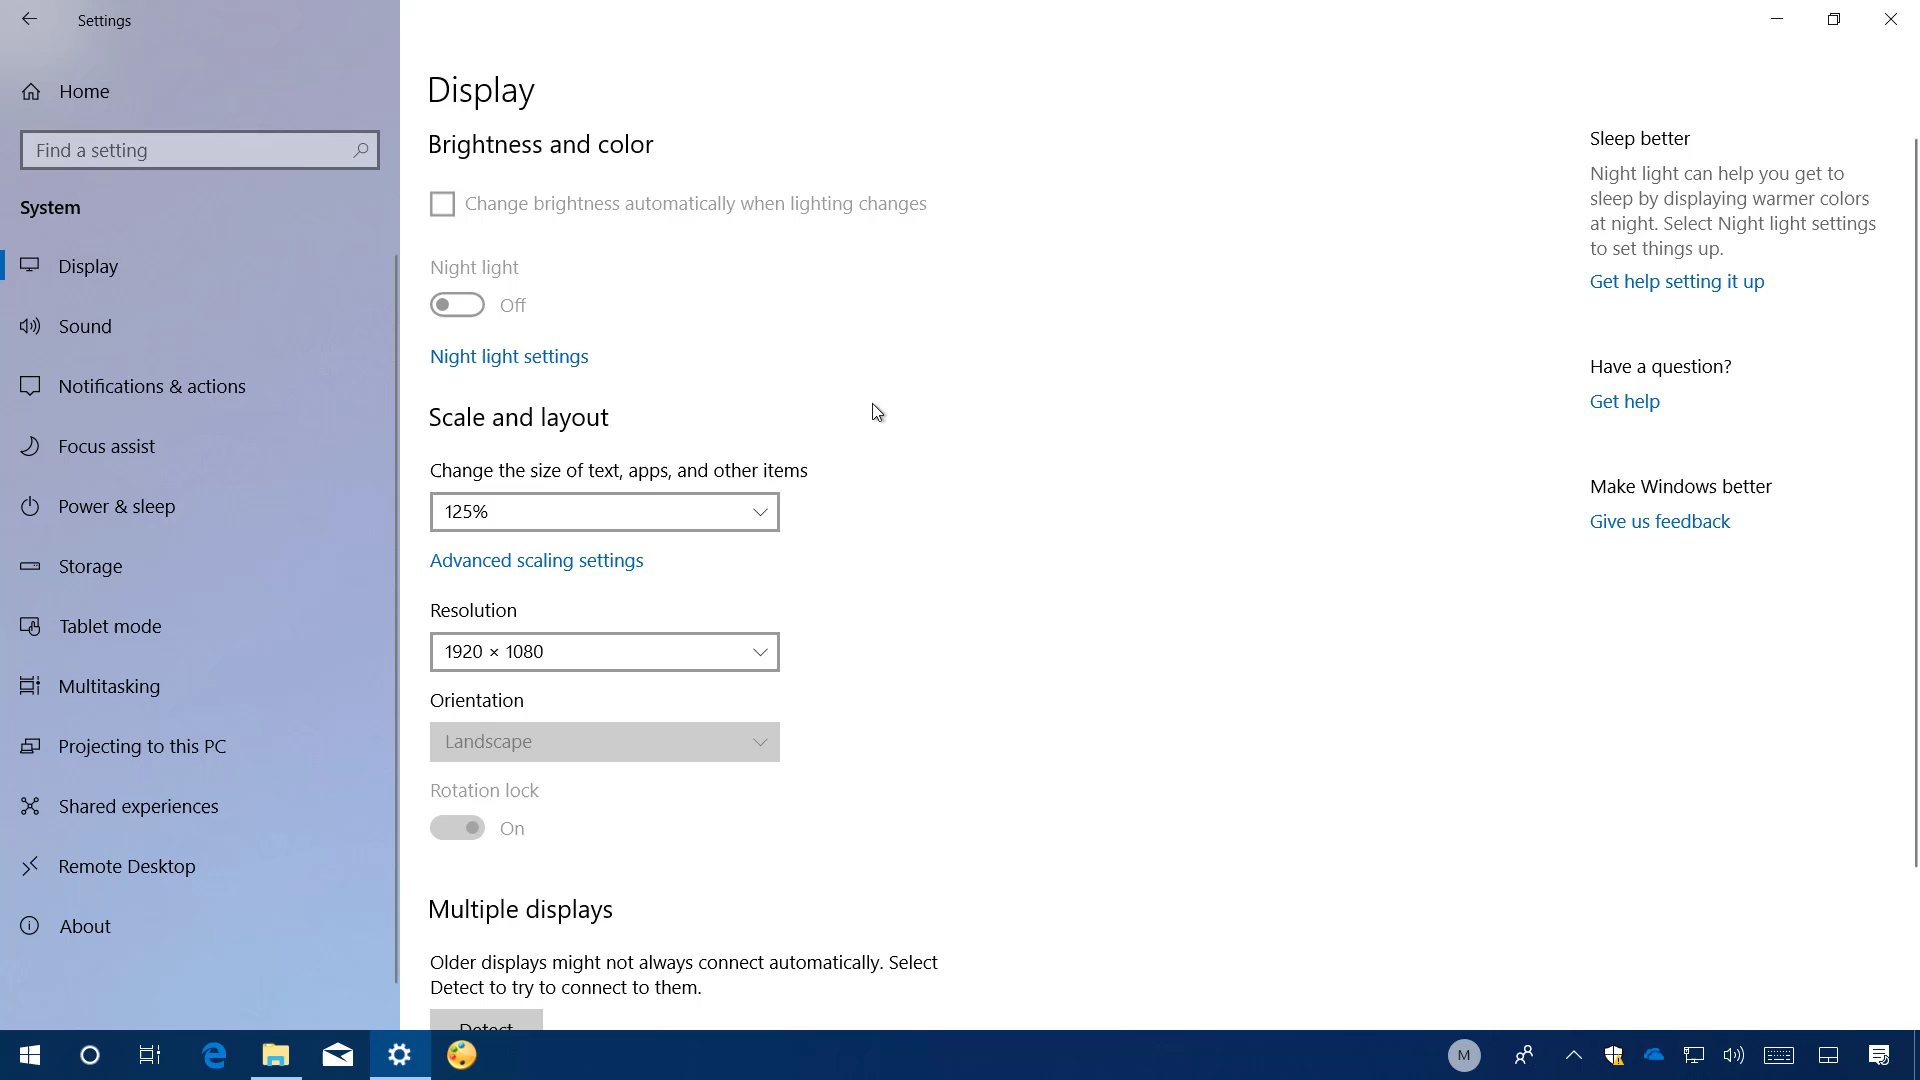 Settings
Home
Find a setting
System
Display
Sound
Notifications & actions
Focus assist
Power & sleep
Storage
Tablet mode
Multitasking
Projecting to this PC
Shared experiences
Remote Desktop
About
Display
Brightness and color
Change brightness automatically when lighting changes
Night light
Off
Night light settings
Scale and layout
Change the size of text, apps, and other items
125%
Advanced scaling settings
Resolution
1920 × 1080
Orientation
Landscape
Rotation lock
On
Multiple displays
Older displays might not always connect automatically. Select
Detect to try to connect to them.
Detect
Sleep better
Night light can help you get to
sleep by displaying warmer colors
at night. Select Night light settings
to set things up.
Get help setting it up
Have a question?
Get help
Make Windows better
Give us feedback
M